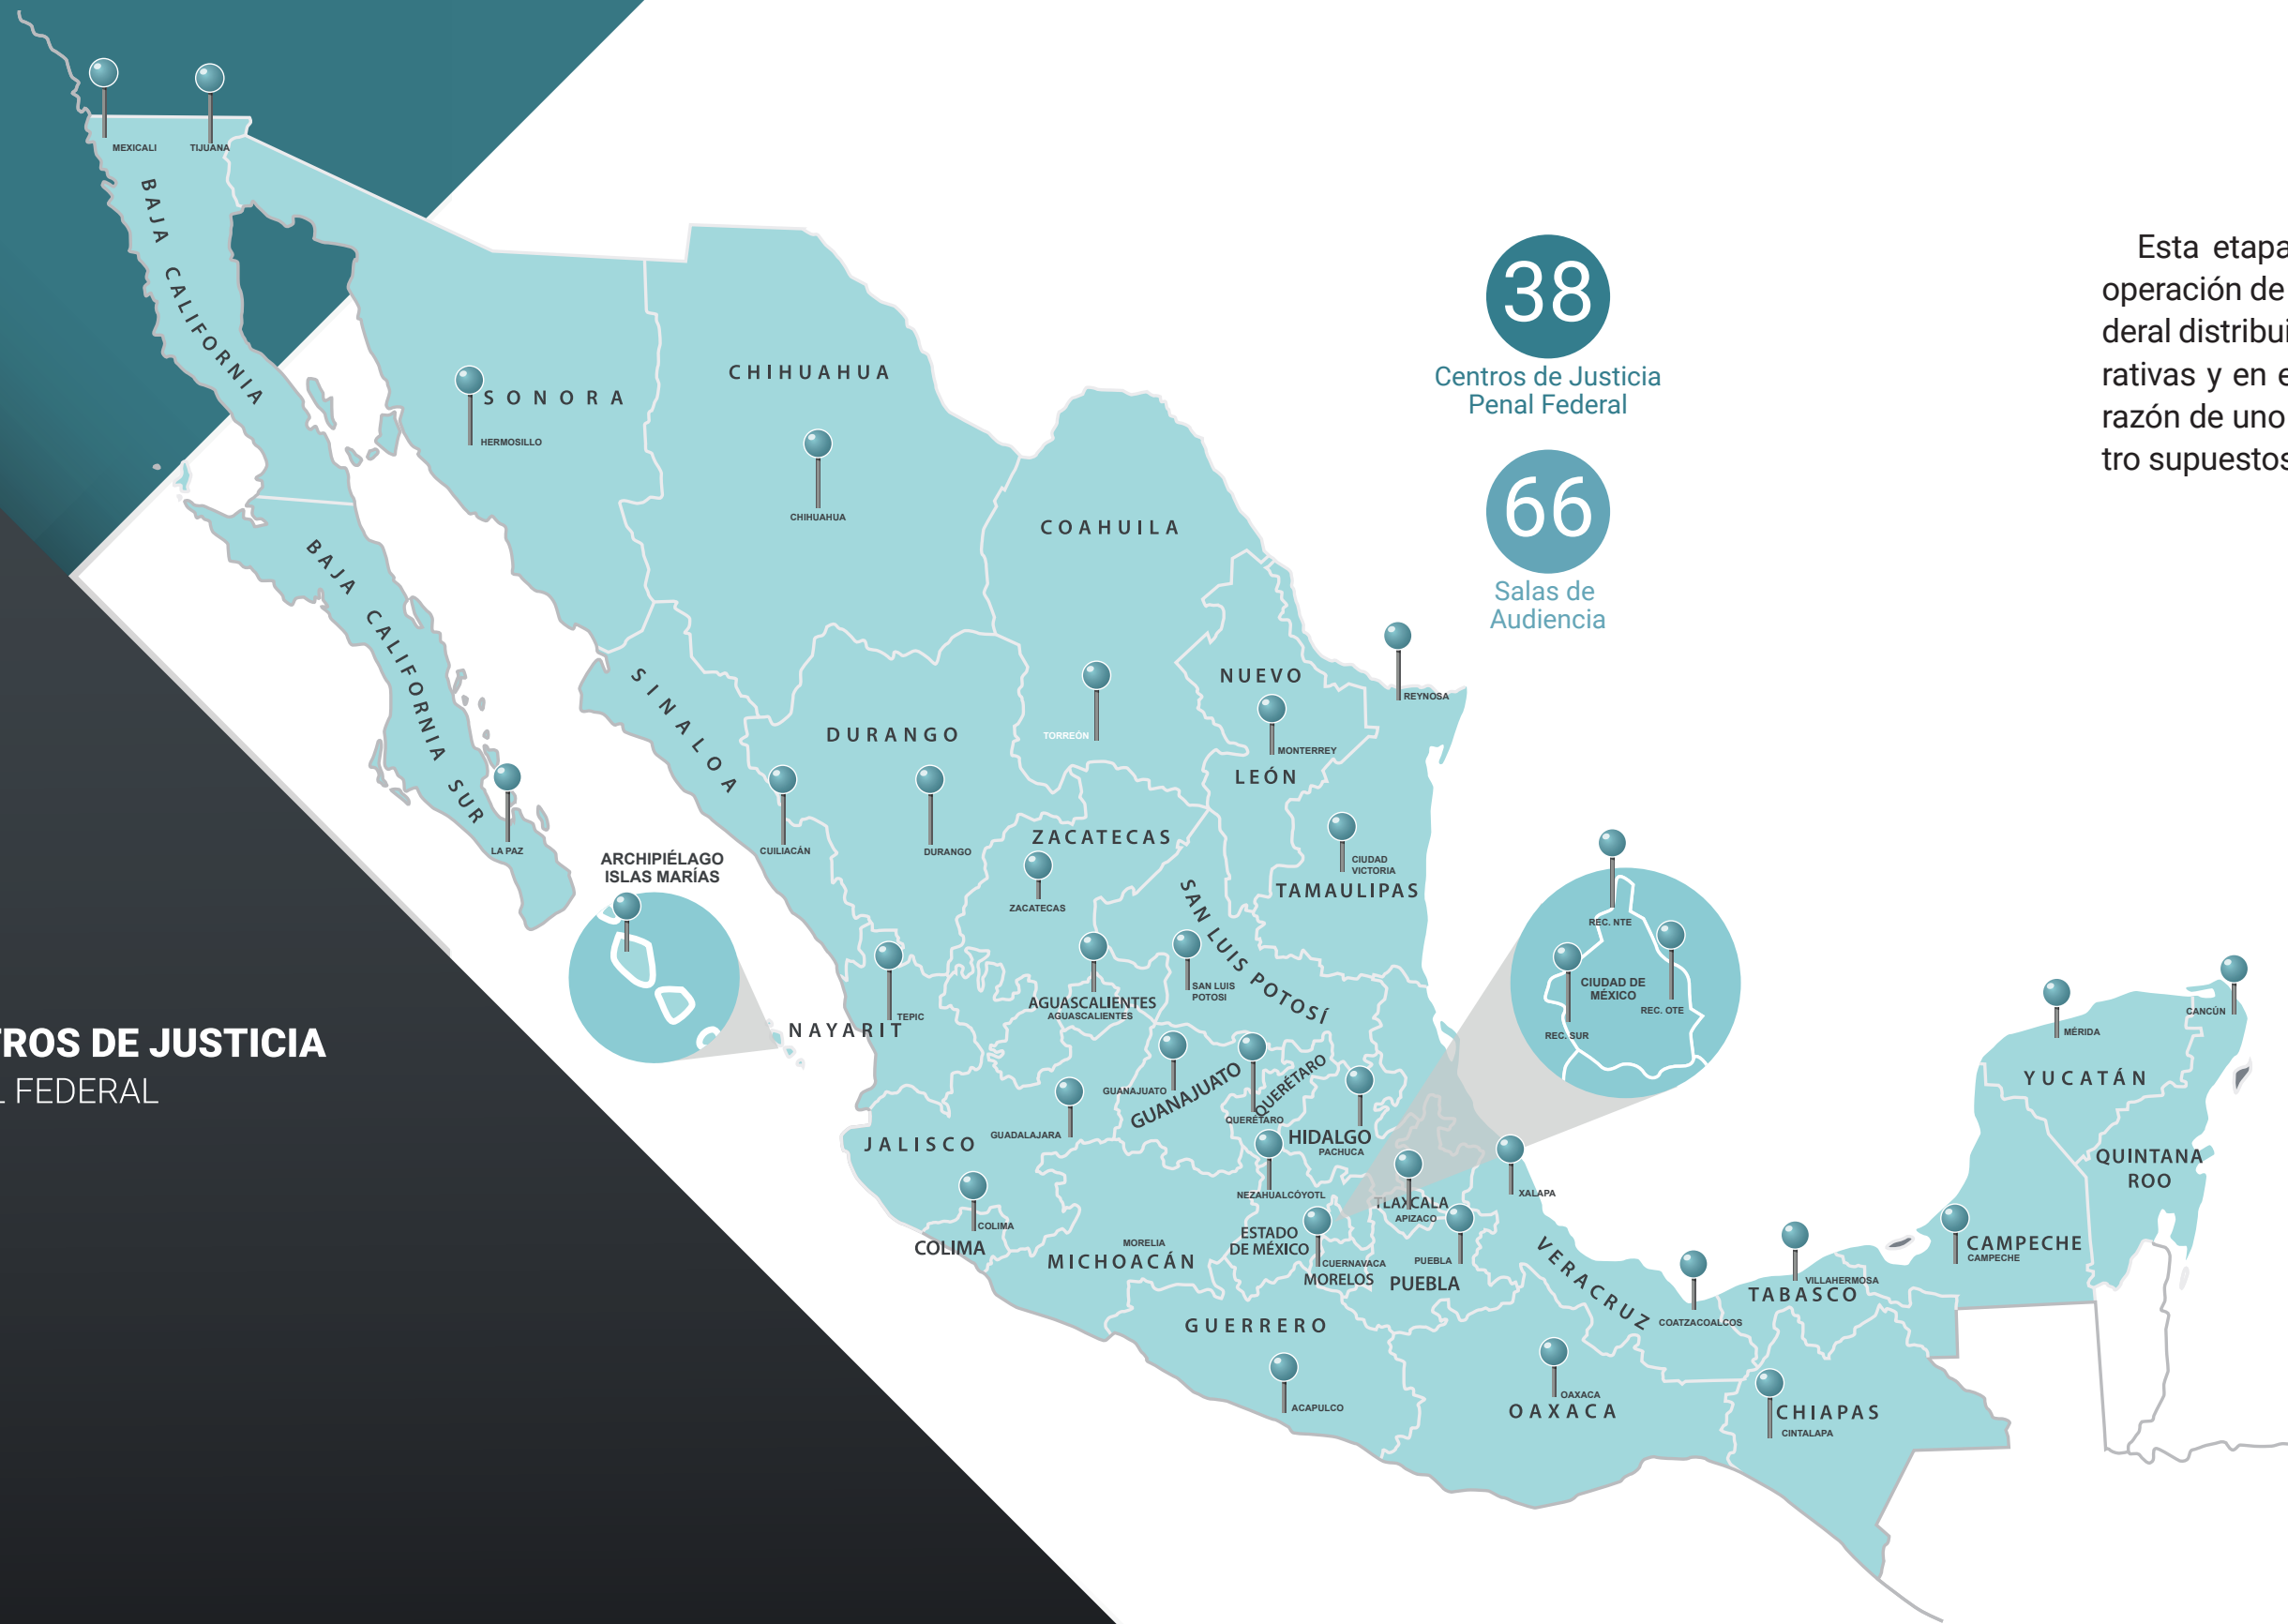 MEXICALI
TIJUANA
BAJA CALIFORNIA
SONORA
HERMOSILLO
CHIHUAHUA
CHIHUAHUA
COAHUILA
38
Centros de Justicia
Penal Federal
66
Salas de
Audiencia
Esta etapa
operación de
deral distribui
rativas y en e
razón de uno
tro supuestos
BAJA CALIFORNIA SUR
LA PAZ
SINALOA
CUILIACÁN
DURANGO
DURANGO
TORREÓN
NUEVO
MONTERREY
LEÓN
REYNOSA
ZACATECAS
ZACATECAS
CIUDAD
VICTORIA
TAMAULIPAS
SAN LUIS POTOSÍ
SAN LUIS
POTOSI
ARCHIPIÉLAGO
ISLAS MARÍAS
TEPIC
NAYARIT
AGUASCALIENTES
AGUASCALIENTES
REC. NTE
CIUDAD DE
MÉXICO
REC. OTE
REC. SUR
TROS DE JUSTICIA
L FEDERAL
GUANAJUATO
GUANAJUATO
QUERÉTARO
QUERÉTARO
HIDALGO
PACHUCA
JALISCO
GUADALAJARA
COLIMA
COLIMA
MORELIA
MICHOACÁN
NEZAHUALCÓYOTL
ESTADO
DE MÉXICO
TLAXCALA
APIZACO
XALAPA
CUERNAVACA
MORELOS
PUEBLA
PUEBLA
VERACRUZ
COATZACOALCOS
GUERRERO
ACAPULCO
OAXACA
OAXACA
VILLAHERMOSA
TABASCO
CHIAPAS
CINTALAPA
CAMPECHE
CAMPECHE
MÉRIDA
YUCATÁN
CANCÚN
QUINTANA
ROO